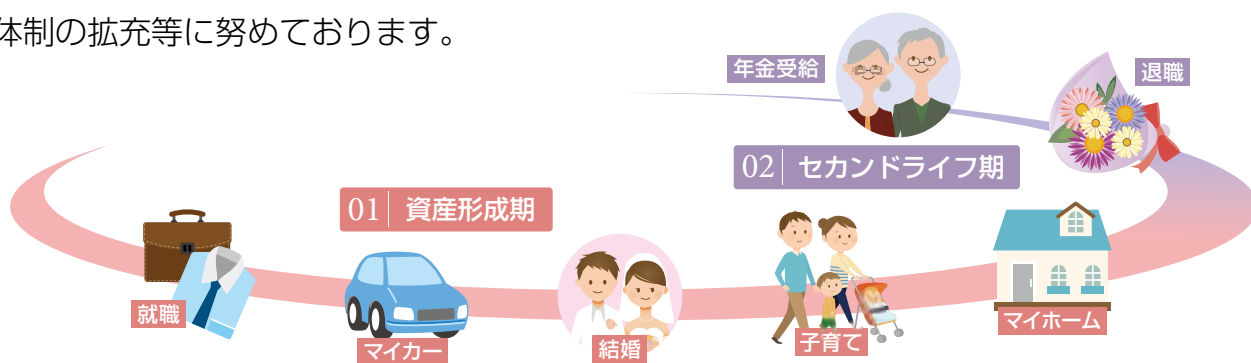 体制の拡充等に努めております。
年金受給
退職
02 セカンドライフ期
01 資産形成期
就職
マイカー
結婚
子育て
マイホーム